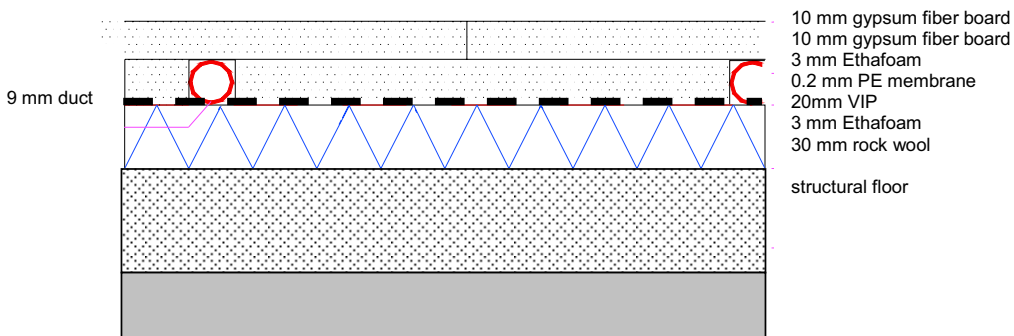 10 mm gypsum fiber board
10 mm gypsum fiber board
3 mm Ethafoam
0.2 mm PE membrane
9 mm duct
20mm VIP
3 mm Ethafoam
30 mm rock wool
structural floor